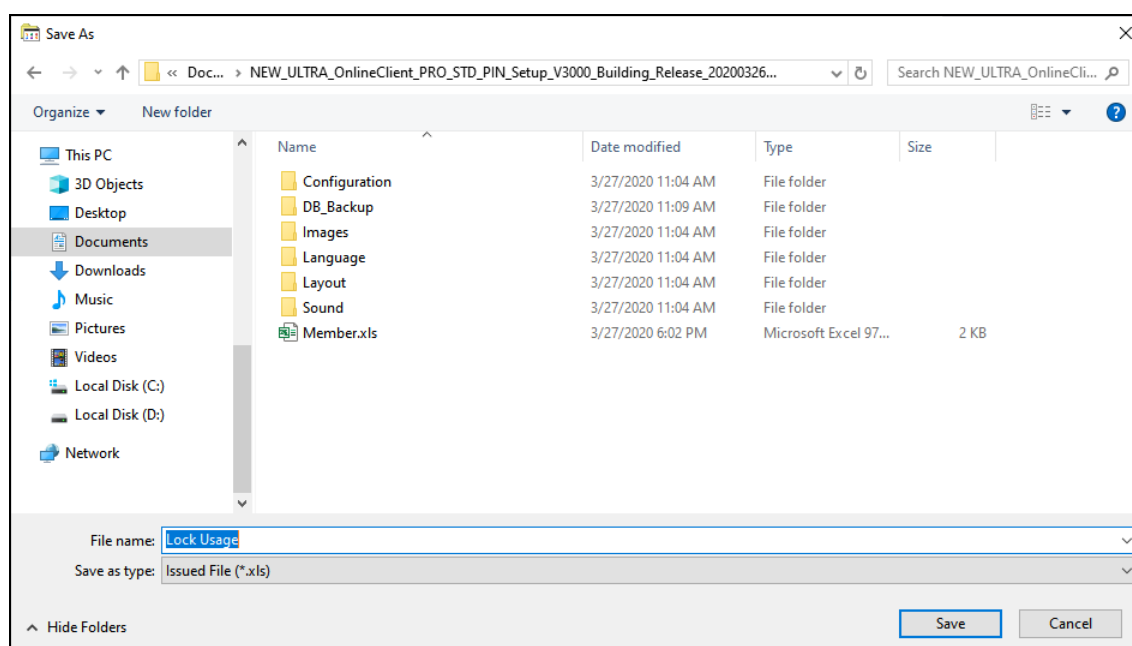 Save As
« Doc... › NEW_ULTRA_OnlineClient_PRO_STD_PIN_Setup_V3000_Building_Release_20200326... Search NEW_ULTRA_OnlineCli...
Organize New folder
Name Date modified Type Size
This PC
3D Objects
Desktop
Documents
Downloads
Music
Pictures
Videos
Local Disk (C:)
Local Disk (D:)
Network
Configuration 3/27/2020 11:04 AM File folder
DB_Backup 3/27/2020 11:09 AM File folder
Images 3/27/2020 11:04 AM File folder
Language 3/27/2020 11:04 AM File folder
Layout 3/27/2020 11:04 AM File folder
Sound 3/27/2020 11:04 AM File folder
Member.xls 3/27/2020 6:02 PM Microsoft Excel 97... 2 KB
File name: Lock Usage
Save as type: Issued File (*.xls)
Hide Folders Save Cancel